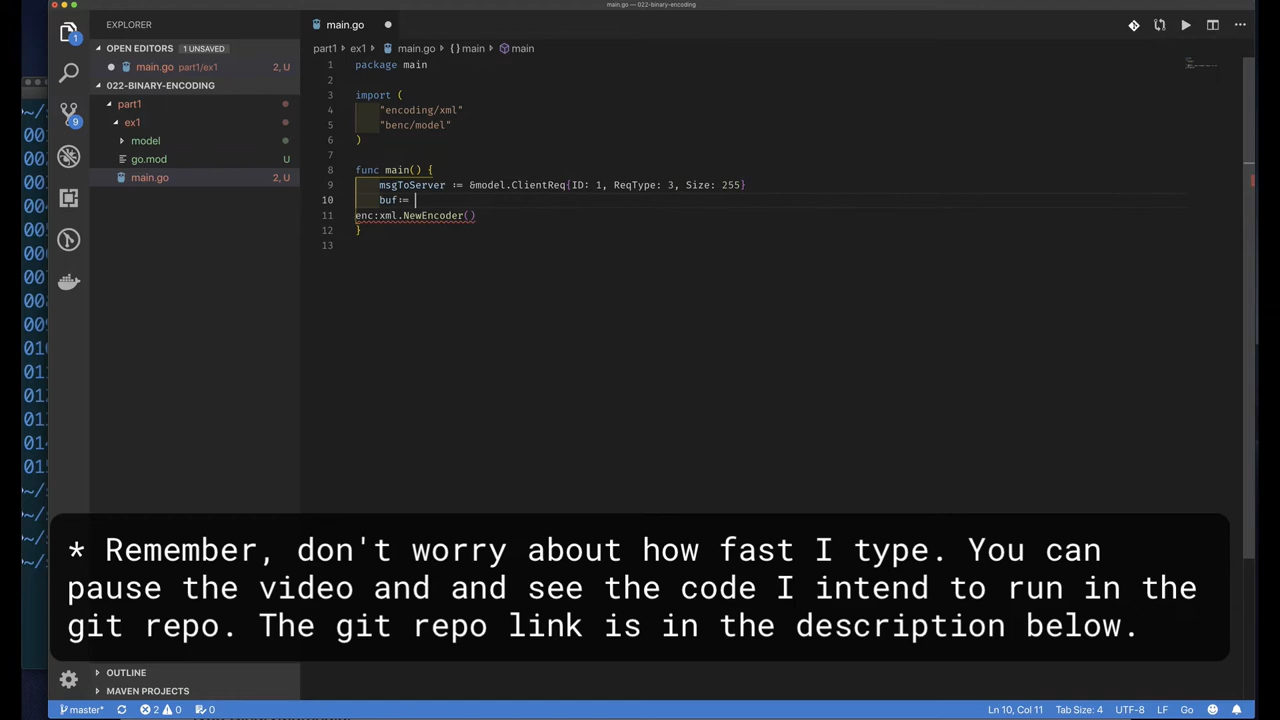 main.go — 022-binary-encoding
EXPLORER
main.go
OPEN EDITORS 1 UNSAVED
main.go part1/ex1 2, U
022-BINARY-ENCODING
part1
ex1
model
go.mod U
main.go 2, U
OUTLINE
MAVEN PROJECTS
part1 > ex1 > main.go > {} main > main
1 package main
2
3 import (
4 "encoding/xml"
5 "benc/model"
6 )
7
8 func main() {
9 msgToServer := &model.ClientReq{ID: 1, ReqType: 3, Size: 255}
10 buf:=
11 enc:xml.NewEncoder()
12 }
13
* Remember, don't worry about how fast I type. You can
pause the video and and see the code I intend to run in the
git repo. The git repo link is in the description below.
master* 2 0 0 Ln 10, Col 11 Tab Size: 4 UTF-8 LF Go